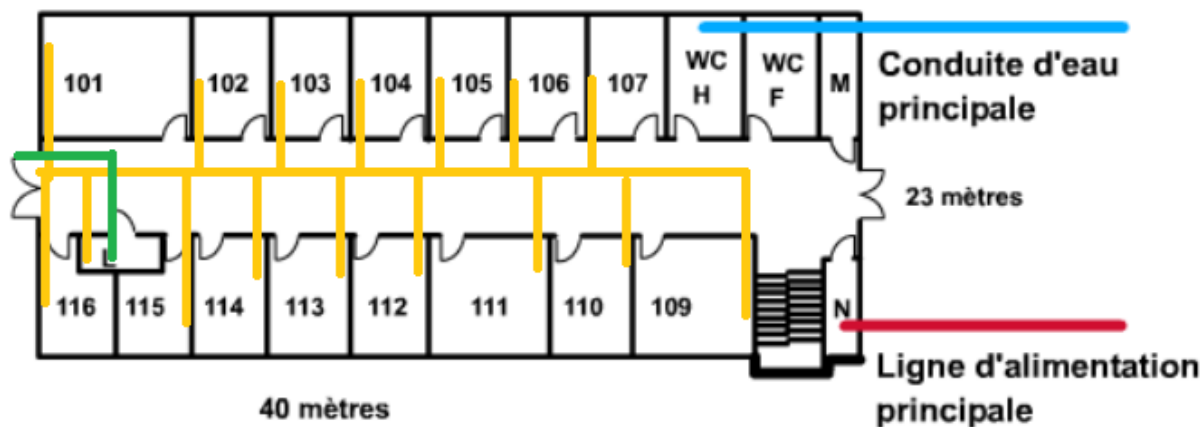 101
102
103
104
105
106
107
WC
H
WC
F
M
Conduite d'eau
principale
23 mètres
L
116
115
114
113
112
111
110
109
N
Ligne d'alimentation
principale
40 mètres